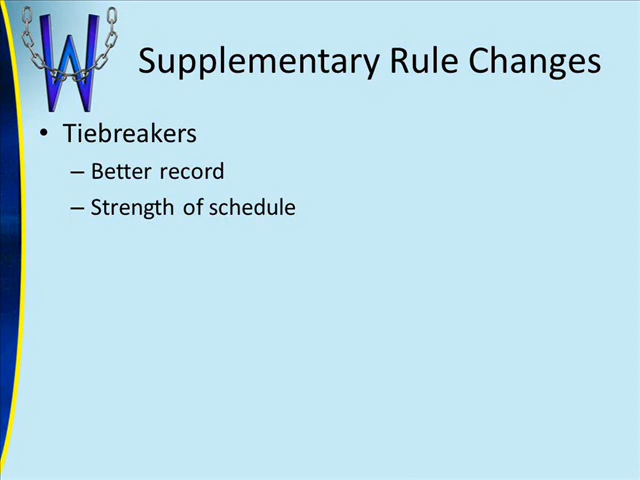 W
Supplementary Rule Changes
• Tiebreakers
– Better record
– Strength of schedule